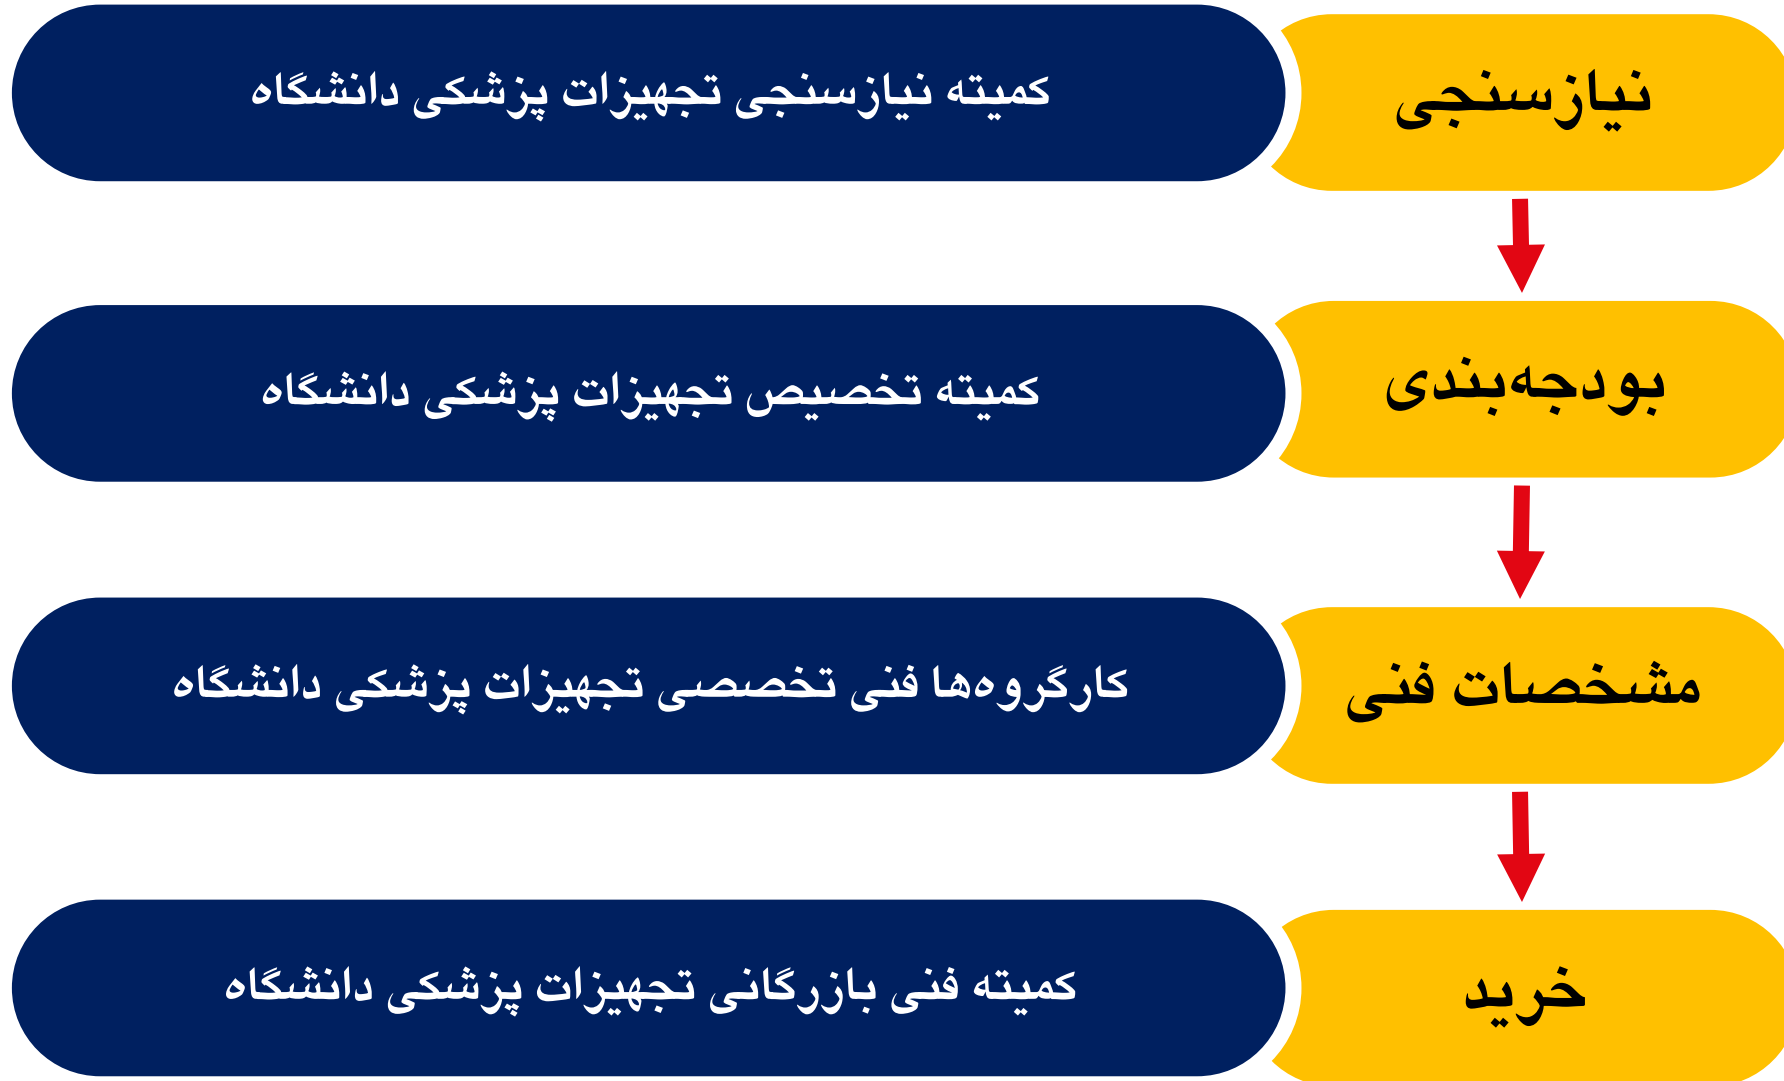 نیازسنجی
کمیته نیازسنجی تجهیزات پزشکی دانشگاه
بودجه‌بندی
کمیته تخصیص تجهیزات پزشکی دانشگاه
مشخصات فنی
کارگروه‌ها فنی تخصصی تجهیزات پزشکی دانشگاه
خرید
کمیته فنی بازرگانی تجهیزات پزشکی دانشگاه